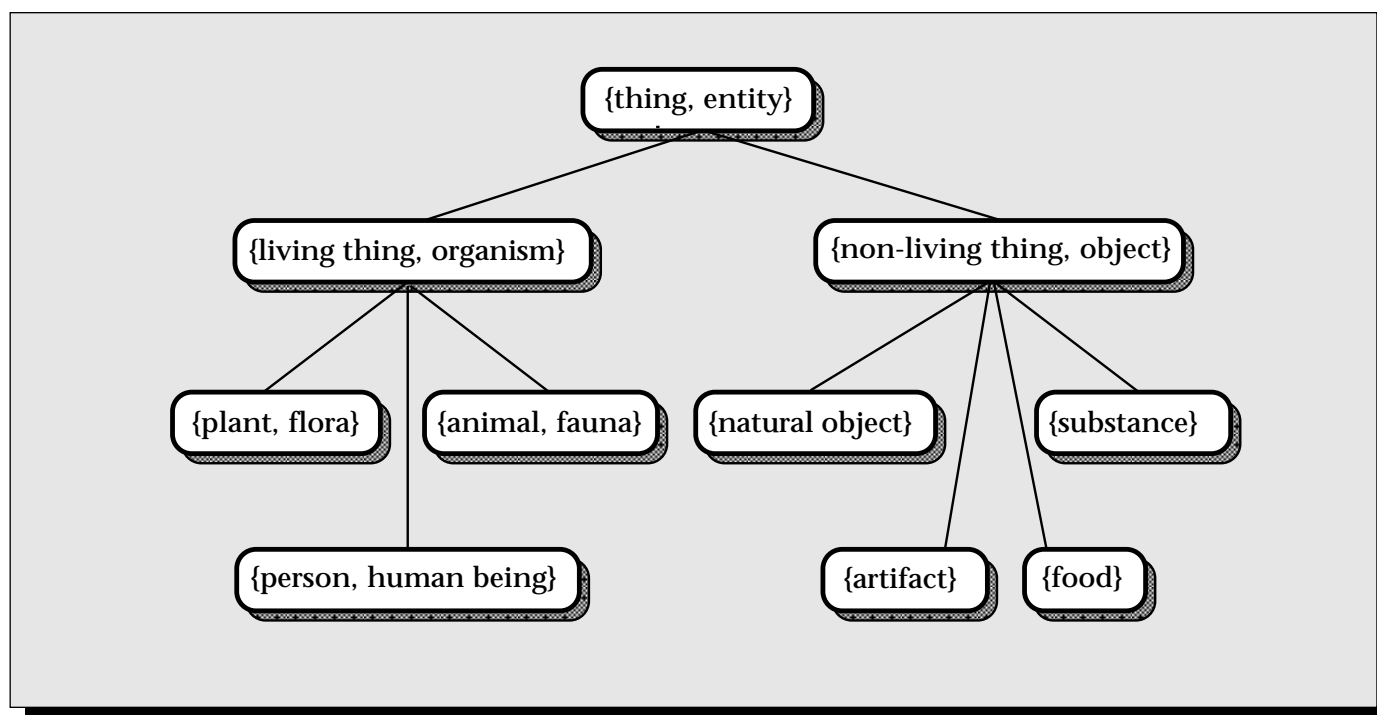 {thing, entity}
{living thing, organism}
{non-living thing, object}
{plant, flora}
{animal, fauna}
{natural object}
{substance}
{person, human being}
{artifact}
{food}